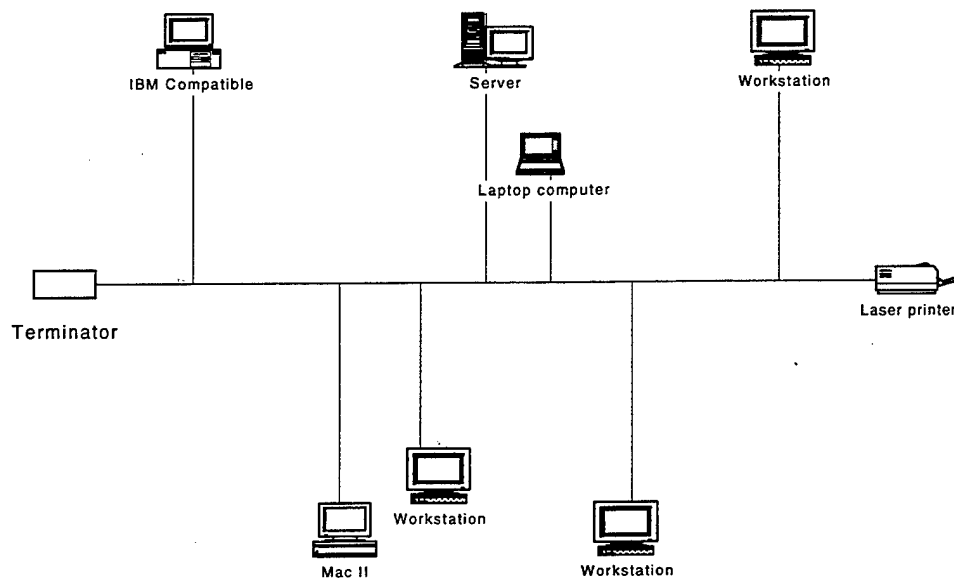 IBM Compatible
Server
Workstation
Laptop computer
Terminator
Laser printer
Workstation
Mac II
Workstation